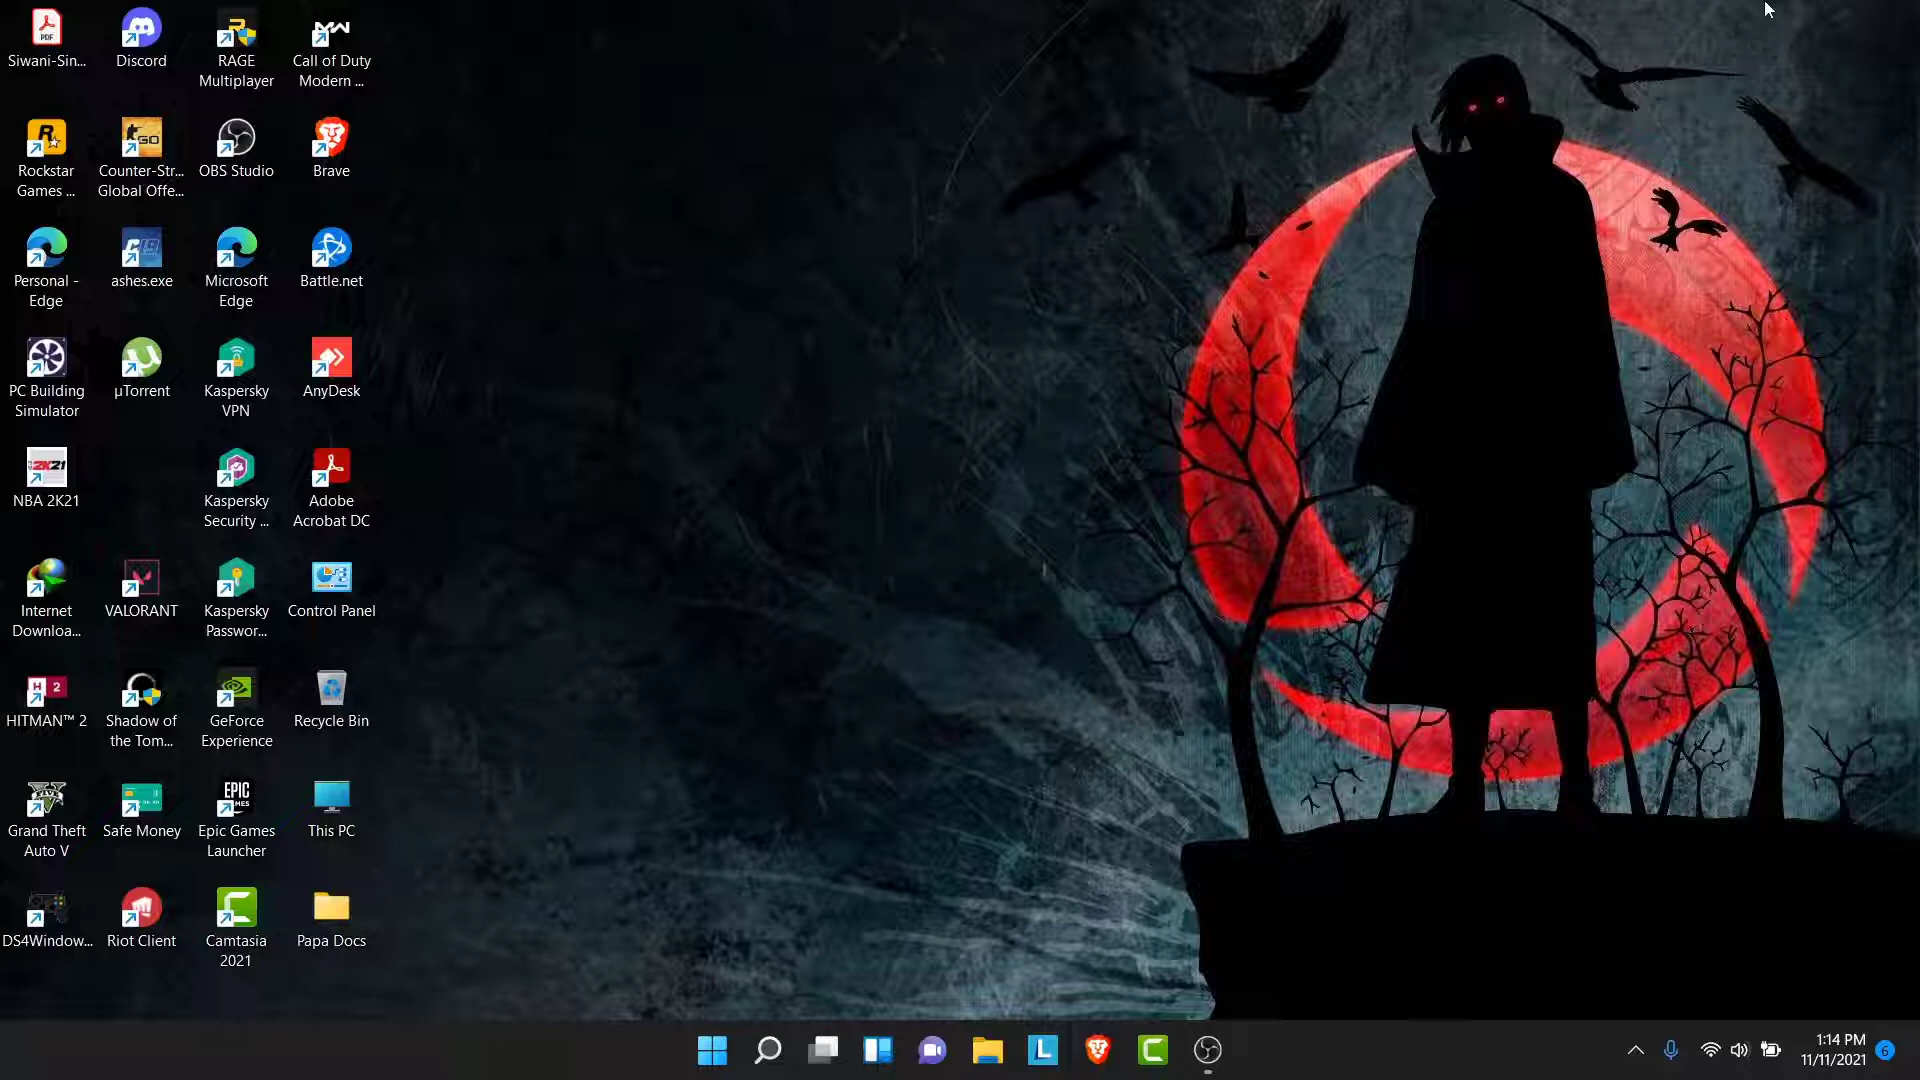 Siwani-Sin...
Discord
RAGE
Multiplayer
Call of Duty
Modern ...
Rockstar
Games ...
Counter-Str...
Global Offe...
OBS Studio
Brave
Personal -
Edge
ashes.exe
Microsoft
Edge
Battle.net
PC Building
Simulator
µTorrent
Kaspersky
VPN
AnyDesk
NBA 2K21
Kaspersky
Security ...
Adobe
Acrobat DC
Internet
Downloa...
VALORANT
Kaspersky
Passwor...
Control Panel
HITMAN™ 2
Shadow of
the Tom...
GeForce
Experience
Recycle Bin
Grand Theft
Auto V
Safe Money
Epic Games
Launcher
This PC
DS4Window...
Riot Client
Camtasia
2021
Papa Docs
1:14 PM
11/11/2021
6